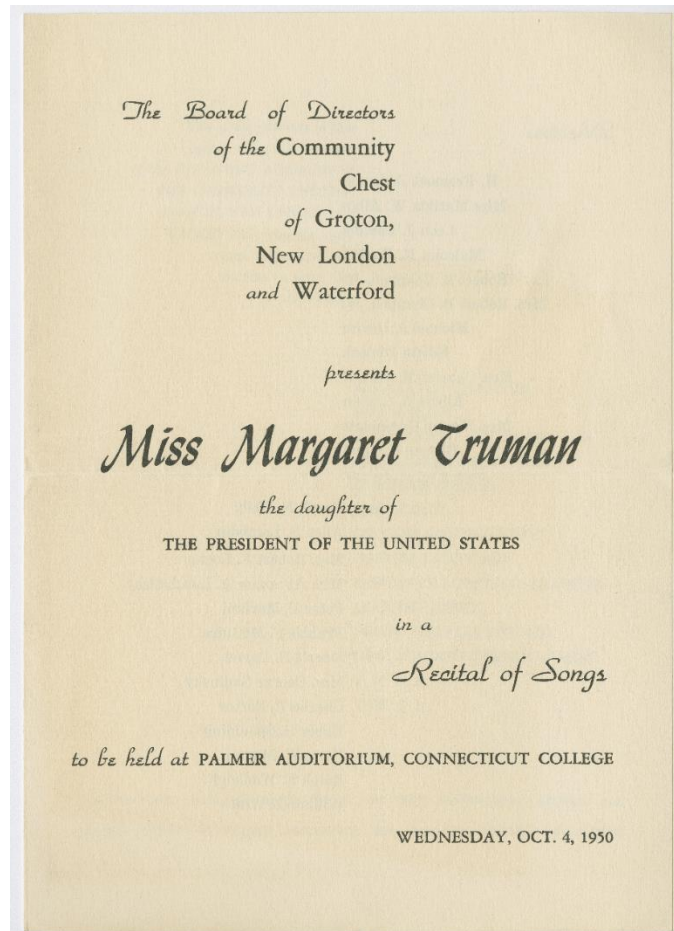 The Board of Directors
of the Community
Chest
of Groton,
New London
and Waterford
presents
Miss Margaret Truman
the daughter of
THE PRESIDENT OF THE UNITED STATES
in a
Recital of Songs
to be held at PALMER AUDITORIUM, CONNECTICUT COLLEGE
WEDNESDAY, OCT. 4, 1950